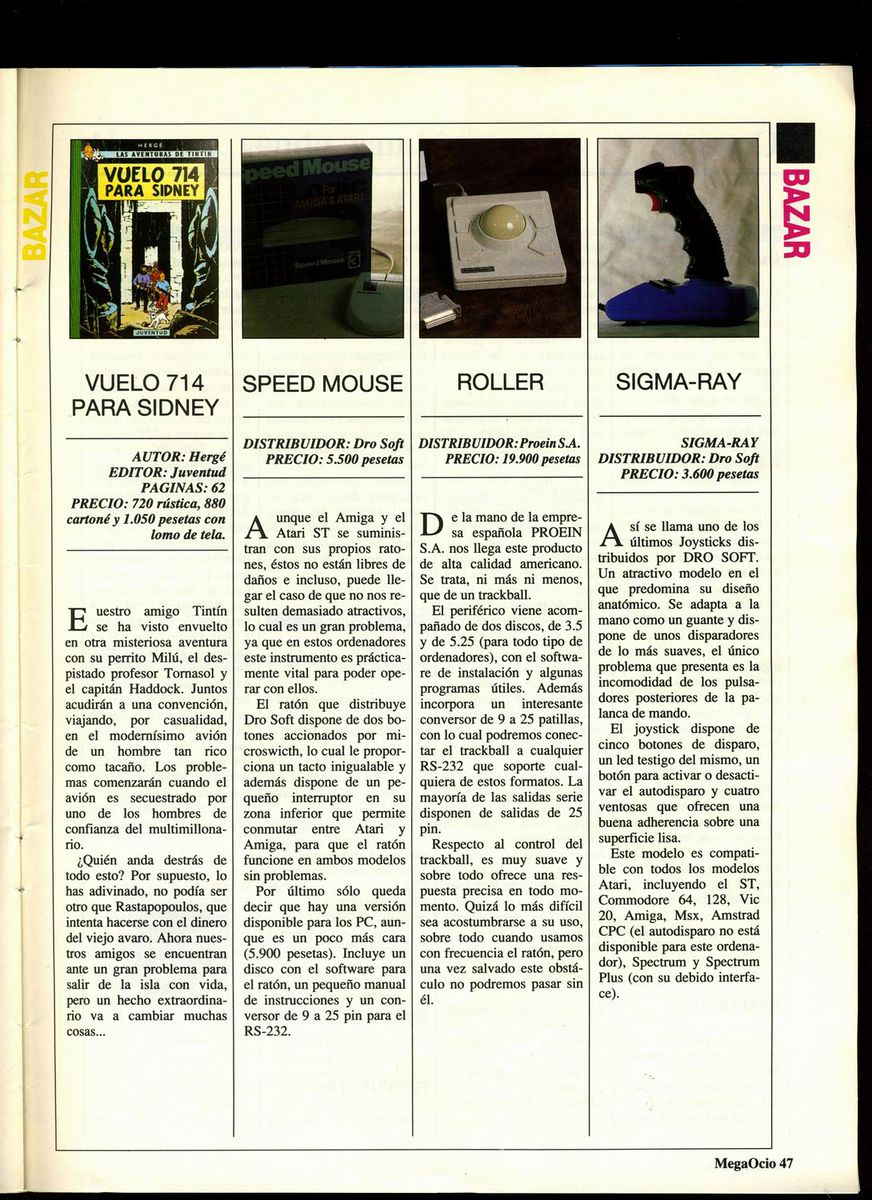 BAZAR
BAZAR
HERGÉ
LAS AVENTURAS DE TINTIN
VUELO 714
PARA SIDNEY
JUVENTUD
VUELO 714
PARA SIDNEY
AUTOR: Hergé
EDITOR: Juventud
PAGINAS: 62
PRECIO: 720 rústica, 880
cartoné y 1.050 pesetas con
lomo de tela.
Euestro amigo Tintín
se ha visto envuelto
en otra misteriosa aventura
con su perrito Milú, el des-
pistado profesor Tornasol y
el capitán Haddock. Juntos
acudirán a una convención,
viajando, por casualidad,
en el modernísimo avión
de un hombre tan rico
como tacaño. Los proble-
mas comenzarán cuando el
avión es secuestrado por
uno de los hombres de
confianza del multimillona-
rio.
¿Quién anda destrás de
todo esto? Por supuesto, lo
has adivinado, no podía ser
otro que Rastapopoulos, que
intenta hacerse con el dinero
del viejo avaro. Ahora nues-
tros amigos se encuentran
ante un gran problema para
salir de la isla con vida,
pero un hecho extraordina-
rio va a cambiar muchas
cosas...
Speed Mouse
For
AMIGA & ATARI
Speed Mouse
SPEED MOUSE
DISTRIBUIDOR: Dro Soft
PRECIO: 5.500 pesetas
Aunque el Amiga y el
Atari ST se suminis-
tran con sus propios rato-
nes, éstos no están libres de
daños e incluso, puede lle-
gar el caso de que no nos re-
sulten demasiado atractivos,
lo cual es un gran problema,
ya que en estos ordenadores
este instrumento es práctica-
mente vital para poder ope-
rar con ellos.
El ratón que distribuye
Dro Soft dispone de dos bo-
tones accionados por mi-
croswicth, lo cual le propor-
ciona un tacto inigualable y
además dispone de un pe-
queño interruptor en su
zona inferior que permite
conmutar entre Atari y
Amiga, para que el ratón
funcione en ambos modelos
sin problemas.
Por último sólo queda
decir que hay una versión
disponible para los PC, aun-
que es un poco más cara
(5.900 pesetas). Incluye un
disco con el software para
el ratón, un pequeño manual
de instrucciones y un con-
versor de 9 a 25 pin para el
RS-232.
ROLLER
DISTRIBUIDOR: Proein S.A.
PRECIO: 19.900 pesetas
De la mano de la empre-
sa española PROEIN
S.A. nos llega este producto
de alta calidad americano.
Se trata, ni más ni menos,
que de un trackball.
El periférico viene acom-
pañado de dos discos, de 3.5
y de 5.25 (para todo tipo de
ordenadores), con el softwa-
re de instalación y algunas
programas útiles. Además
incorpora un interesante
conversor de 9 a 25 patillas,
con lo cual podremos conec-
tar el trackball a cualquier
RS-232 que soporte cual-
quiera de estos formatos. La
mayoría de las salidas serie
disponen de salidas de 25
pin.
Respecto al control del
trackball, es muy suave y
sobre todo ofrece una res-
puesta precisa en todo mo-
mento. Quizá lo más difícil
sea acostumbrarse a su uso,
sobre todo cuando usamos
con frecuencia el ratón, pero
una vez salvado este obstá-
culo no podremos pasar sin
él.
SIGMA-RAY
SIGMA-RAY
DISTRIBUIDOR: Dro Soft
PRECIO: 3.600 pesetas
Así se llama uno de los
últimos Joysticks dis-
tribuidos por DRO SOFT.
Un atractivo modelo en el
que predomina su diseño
anatómico. Se adapta a la
mano como un guante y dis-
pone de unos disparadores
de lo más suaves, el único
problema que presenta es la
incomodidad de los pulsa-
dores posteriores de la pa-
lanca de mando.
El joystick dispone de
cinco botones de disparo,
un led testigo del mismo, un
botón para activar o desacti-
var el autodisparo y cuatro
ventosas que ofrecen una
buena adherencia sobre una
superficie lisa.
Este modelo es compati-
ble con todos los modelos
Atari, incluyendo el ST,
Commodore 64, 128, Vic
20, Amiga, Msx, Amstrad
CPC (el autodisparo no está
disponible para este ordena-
dor), Spectrum y Spectrum
Plus (con su debido interfa-
ce).
MegaOcio 47